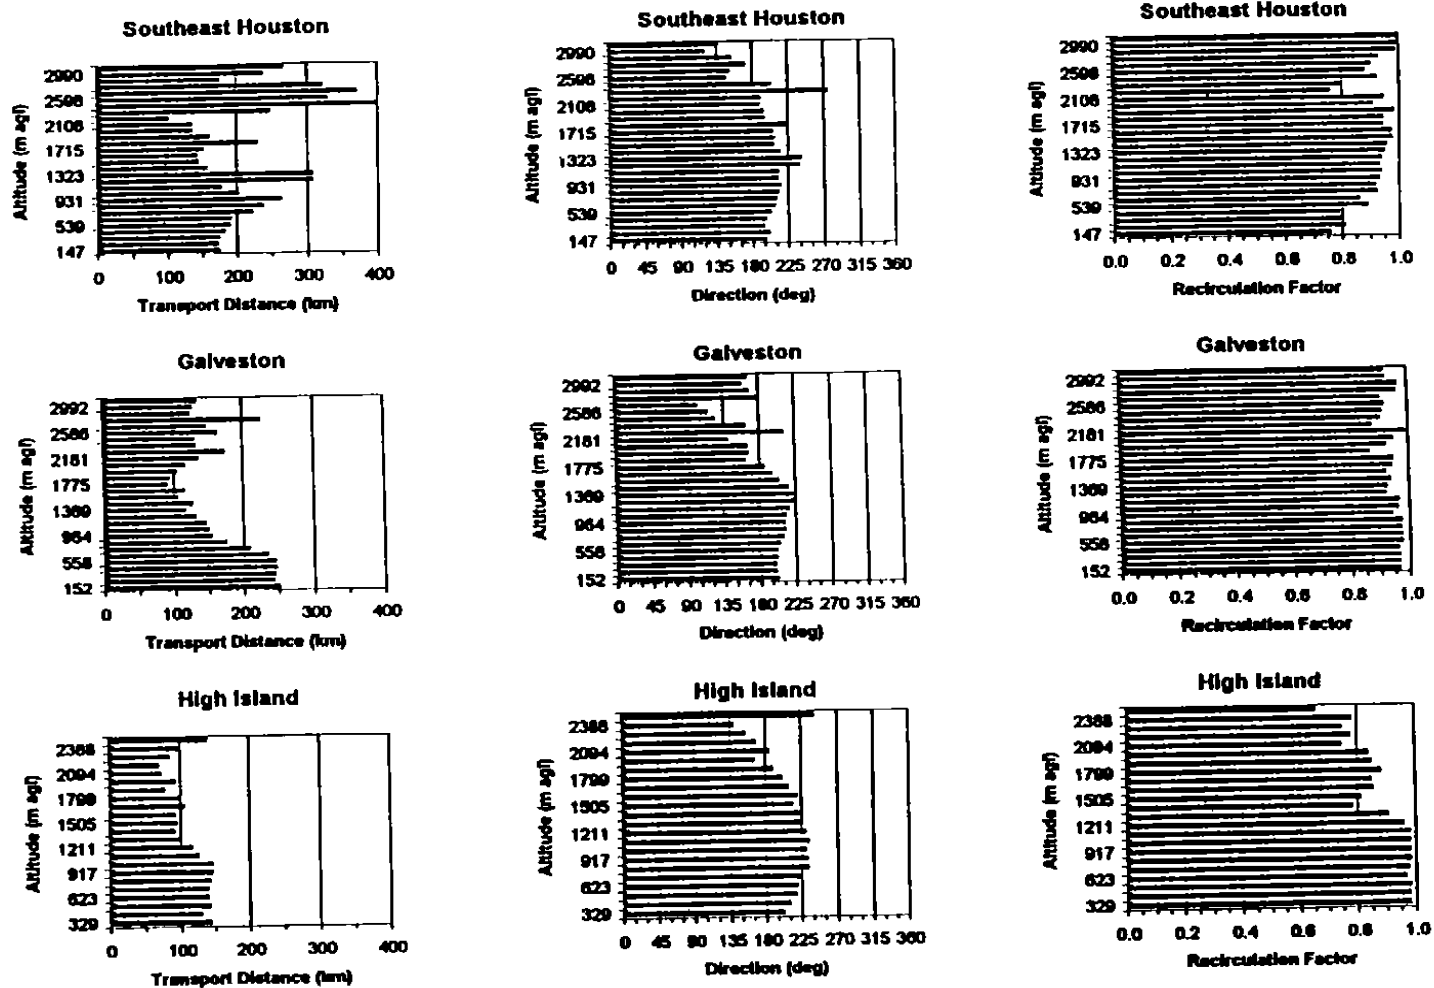 Southeast Houston
Altitude (m agl)
2990
2598
2106
1715
1323
931
539
147
0 100 200 300 400
Transport Distance (km)
Southeast Houston
Altitude (m agl)
2990
2598
2106
1715
1323
931
539
147
0 45 90 135 180 225 270 315 360
Direction (deg)
Southeast Houston
Altitude (m agl)
2990
2598
2106
1715
1323
931
539
147
0.0 0.2 0.4 0.6 0.8 1.0
Recirculation Factor
Galveston
Altitude (m agl)
2992
2586
2181
1775
1369
964
558
152
0 100 200 300 400
Transport Distance (km)
Galveston
Altitude (m agl)
2992
2586
2181
1775
1369
964
558
152
0 45 90 135 180 225 270 315 360
Direction (deg)
Galveston
Altitude (m agl)
2992
2586
2181
1775
1369
964
558
152
0.0 0.2 0.4 0.6 0.8 1.0
Recirculation Factor
High Island
Altitude (m agl)
2388
2094
1799
1505
1211
917
623
329
0 100 200 300 400
Transport Distance (km)
High Island
Altitude (m agl)
2388
2094
1799
1505
1211
917
623
329
0 45 90 135 180 225 270 315 360
Direction (deg)
High Island
Altitude (m agl)
2388
2094
1799
1505
1211
917
623
329
0.0 0.2 0.4 0.6 0.8 1.0
Recirculation Factor